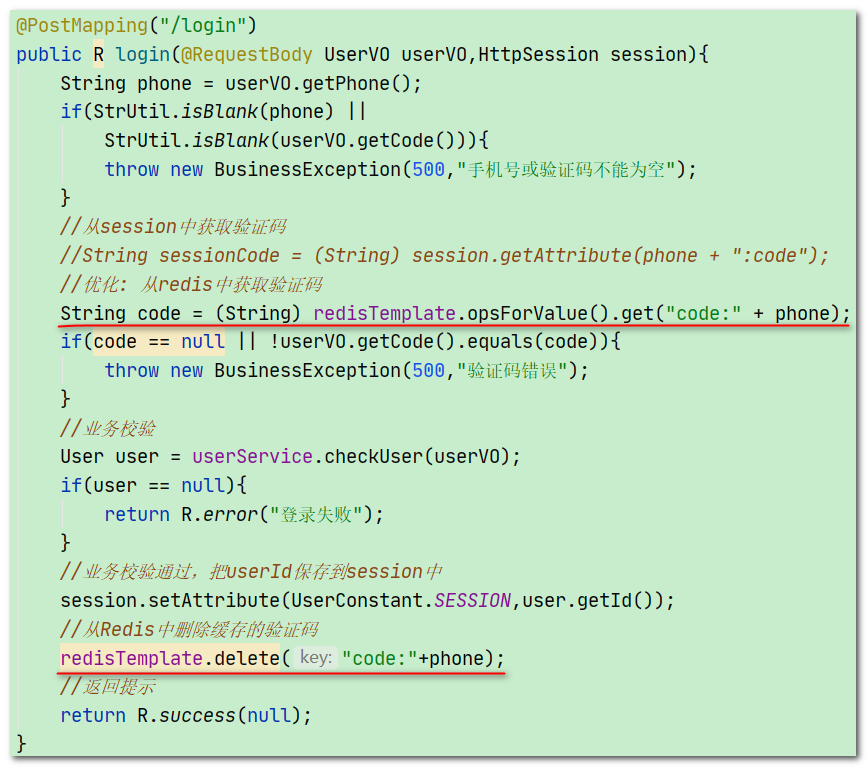 @PostMapping("/login")
public R login(@RequestBody UserVO userVO,HttpSession session){
    String phone = userVO.getPhone();
    if(StrUtil.isBlank(phone) ||
        StrUtil.isBlank(userVO.getCode())){
        throw new BusinessException(500,"手机号或验证码不能为空");
    }
    //从session中获取验证码
    //String sessionCode = (String) session.getAttribute(phone + ":code");
    //优化: 从redis中获取验证码
    String code = (String) redisTemplate.opsForValue().get("code:" + phone);
    if(code == null || !userVO.getCode().equals(code)){
        throw new BusinessException(500,"验证码错误");
    }
    //业务校验
    User user = userService.checkUser(userVO);
    if(user == null){
        return R.error("登录失败");
    }
    //业务校验通过，把userId保存到session中
    session.setAttribute(UserConstant.SESSION,user.getId());
    //从Redis中删除缓存的验证码
    redisTemplate.delete( key: "code:"+phone);
    //返回提示
    return R.success(null);
}